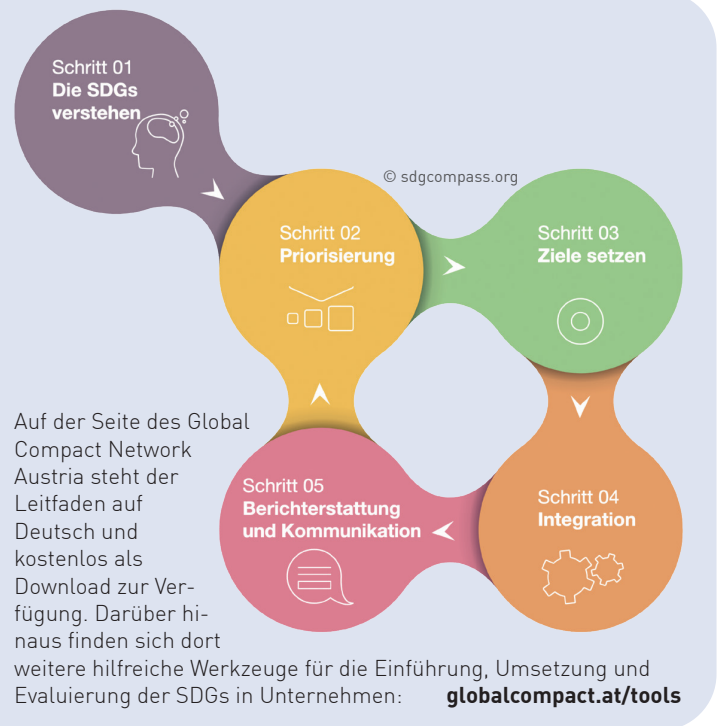 Schritt 01
Die SDGs
verstehen
© sdgcompass.org
Schritt 02
Priorisierung
Schritt 03
Ziele setzen
Schritt 04
Integration
Schritt 05
Berichterstattung
und Kommunikation
Auf der Seite des Global
Compact Network
Austria steht der
Leitfaden auf
Deutsch und
kostenlos als
Download zur Ver-
fügung. Darüber hi-
naus finden sich dort
weitere hilfreiche Werkzeuge für die Einführung, Umsetzung und
Evaluierung der SDGs in Unternehmen: globalcompact.at/tools